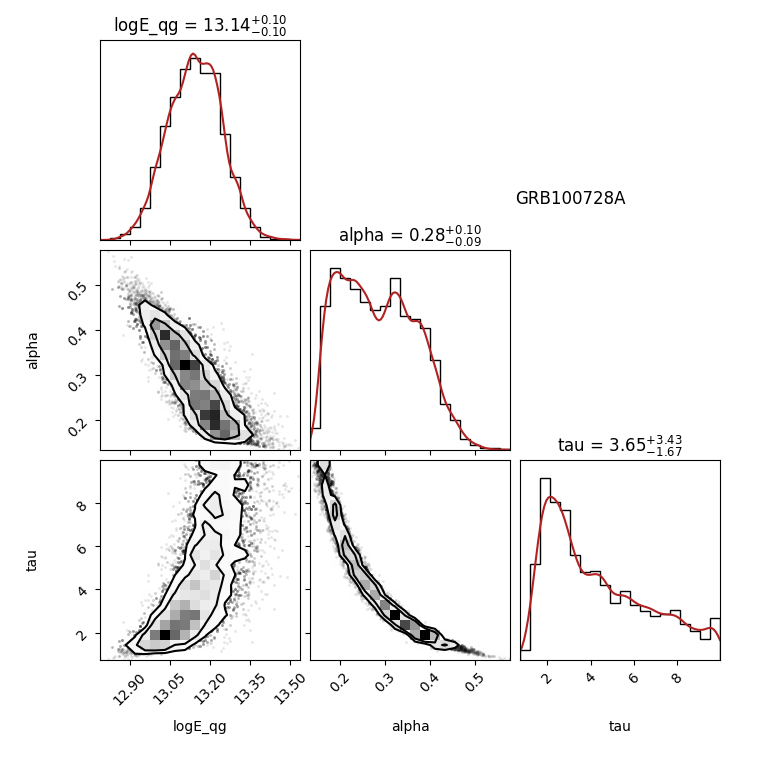 logE_qg = 13.14+0.10−0.10
GRB100728A
alpha = 0.28+0.10−0.09
0.5
0.4
0.3
0.2
alpha
tau = 3.65+3.43−1.67
8
6
4
2
tau
12.90 13.05 13.20 13.35 13.50
0.2 0.3 0.4 0.5
2 4 6 8
logE_qg alpha tau